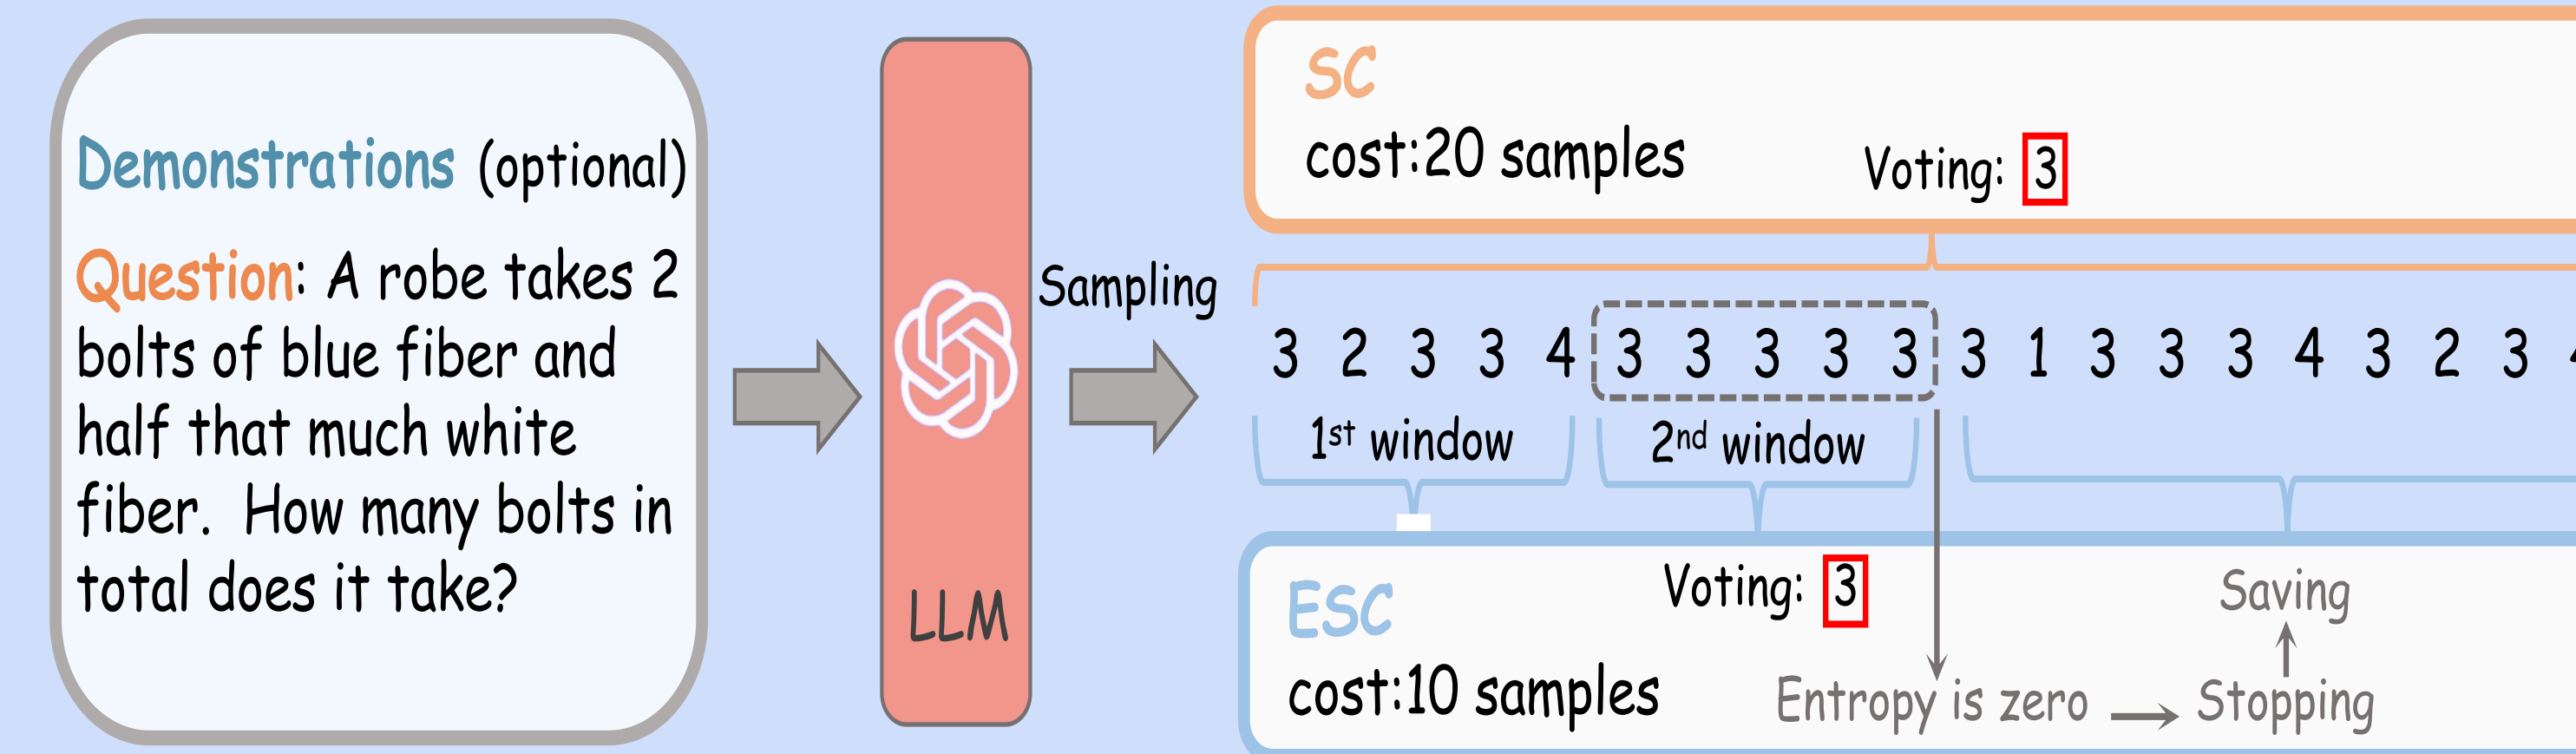 Demonstrations (optional)
Question: A robe takes 2
bolts of blue fiber and
half that much white
fiber. How many bolts in
total does it take?
LLM
Sampling
SC
cost:20 samples
Voting: 3
3 2 3 3 4 3 3 3 3 3 3 1 3 3 3 4 3 2 3
1st window
2nd window
ESC
cost:10 samples
Voting: 3
Entropy is zero
Stopping
Saving